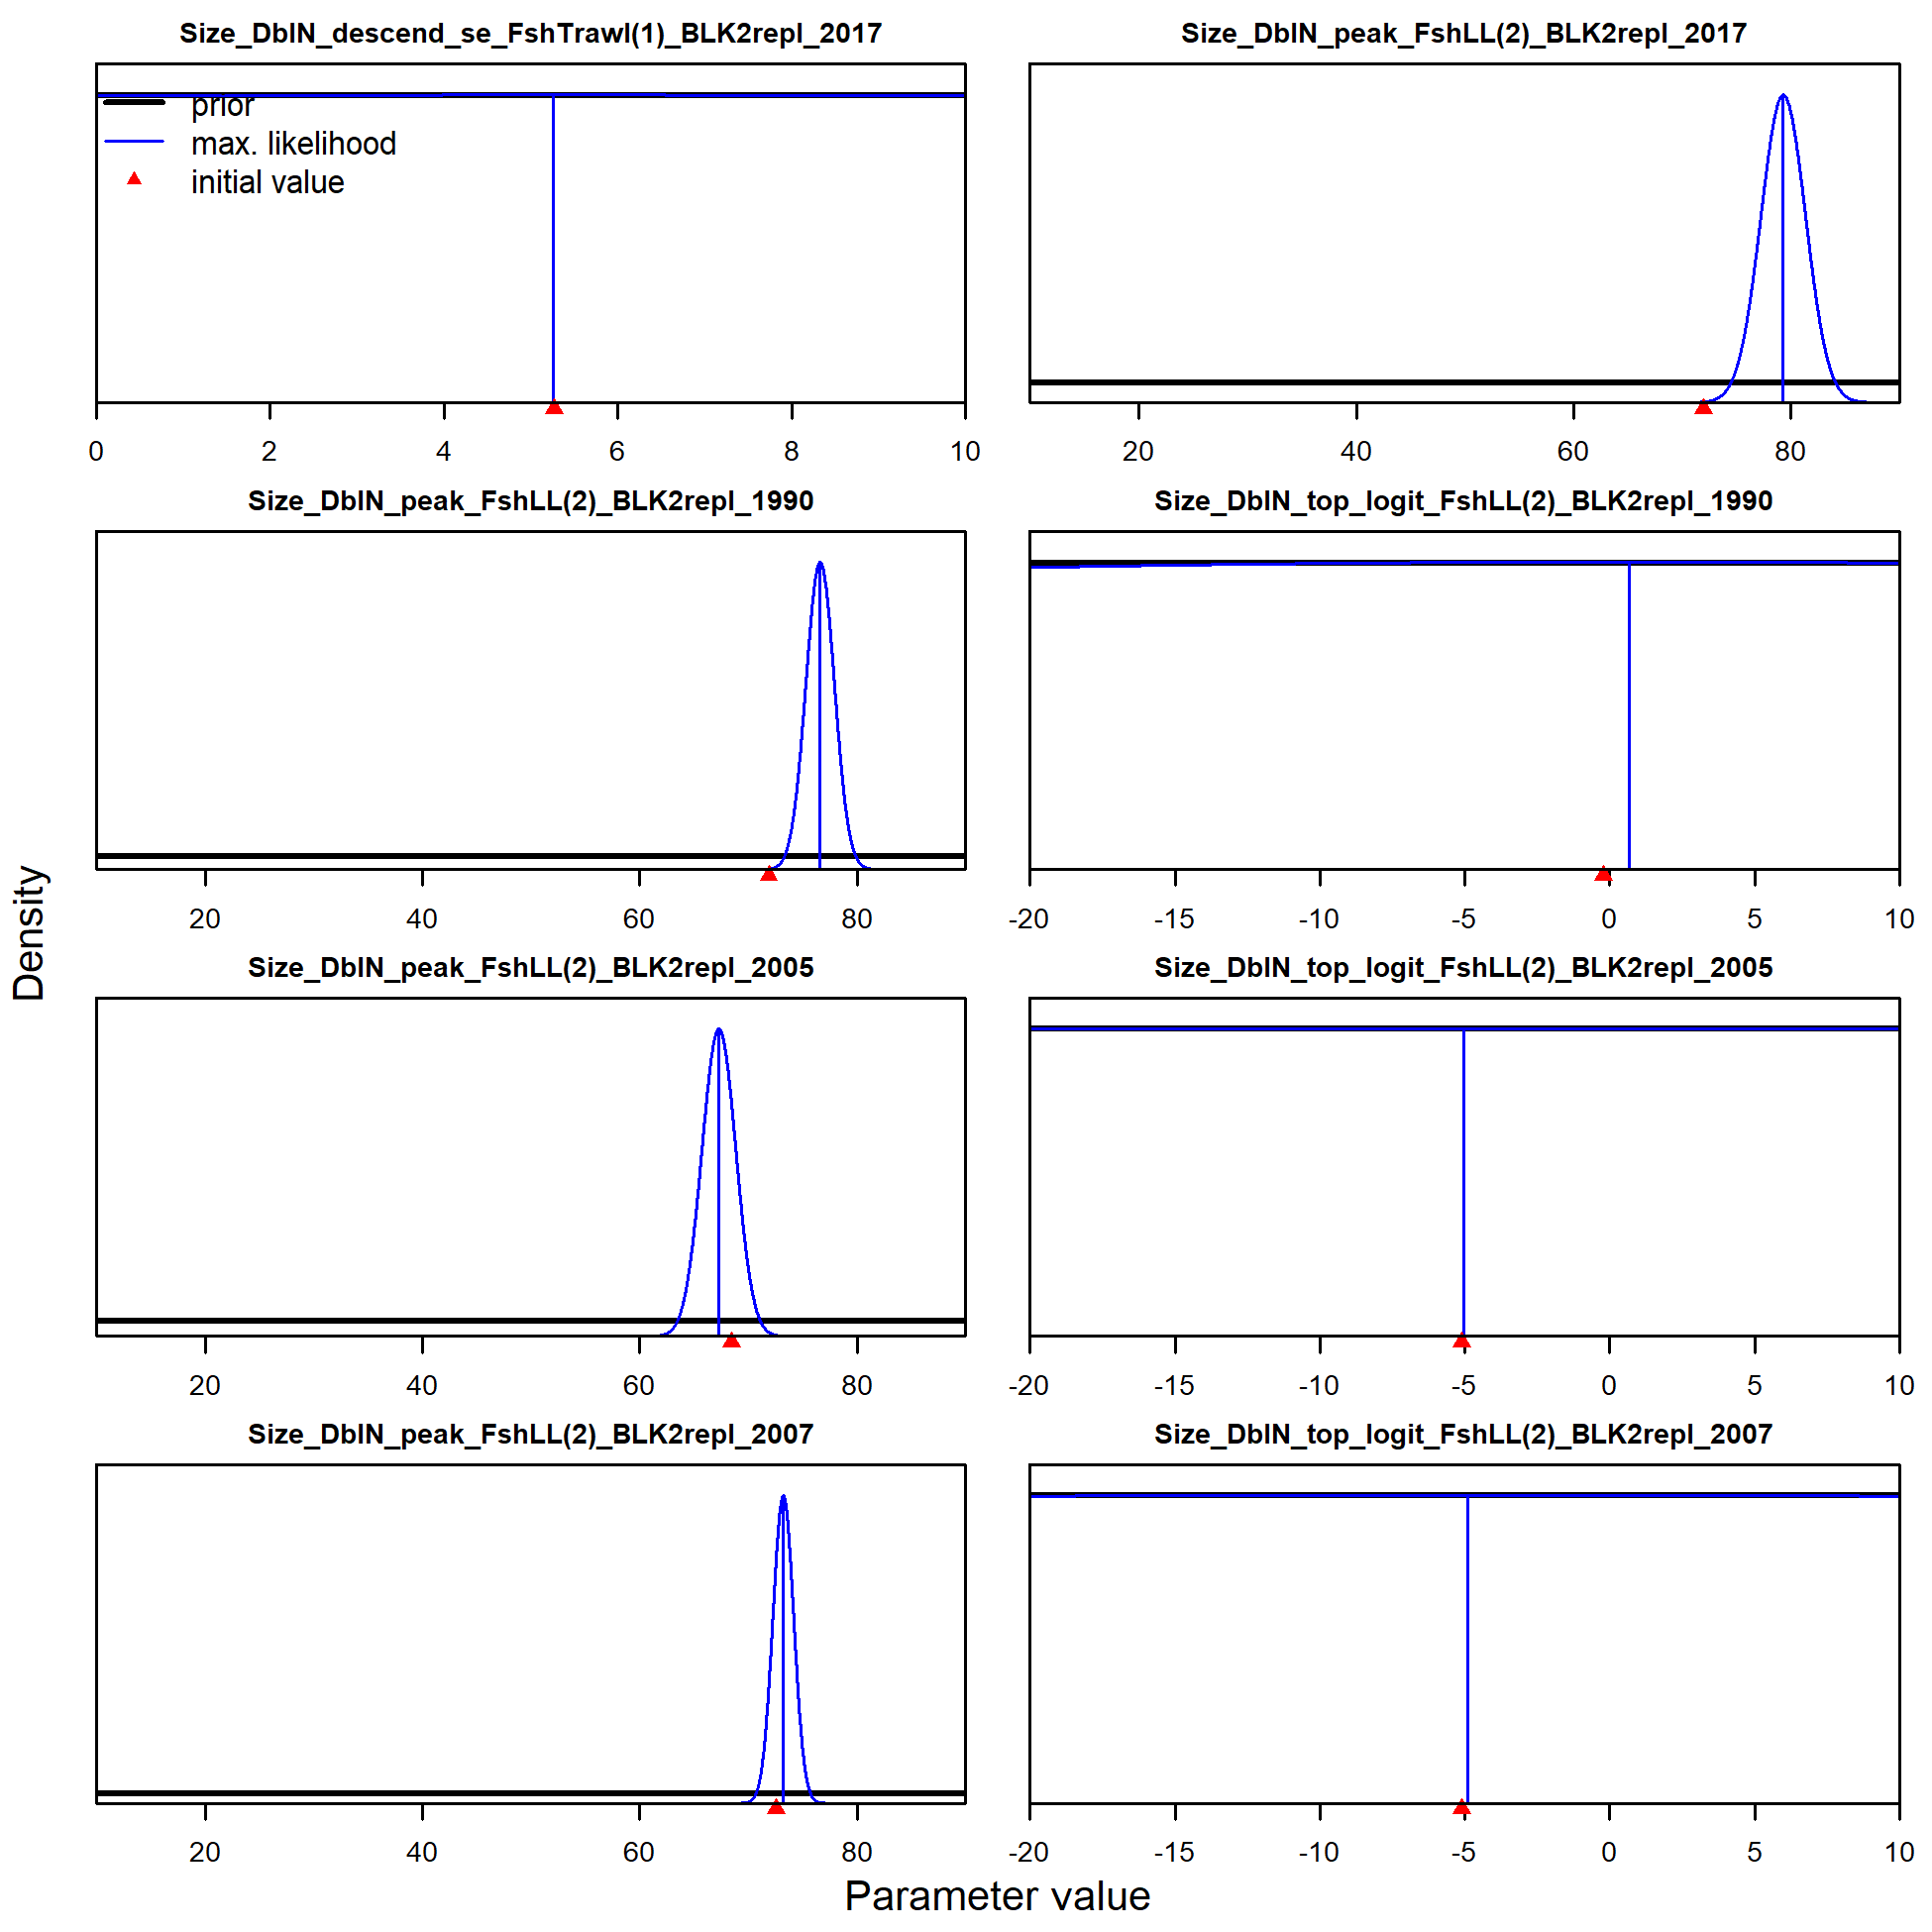 Size_DblN_descend_se_FshTrawl(1)_BLK2repl_2017
prior
max. likelihood
initial value
0 2 4 6 8 10
Size_DblN_peak_FshLL(2)_BLK2repl_2017
20 40 60 80
Size_DblN_peak_FshLL(2)_BLK2repl_1990
20 40 60 80
Size_DblN_top_logit_FshLL(2)_BLK2repl_1990
-20 -15 -10 -5 0 5 10
Size_DblN_peak_FshLL(2)_BLK2repl_2005
20 40 60 80
Size_DblN_top_logit_FshLL(2)_BLK2repl_2005
-20 -15 -10 -5 0 5 10
Size_DblN_peak_FshLL(2)_BLK2repl_2007
20 40 60 80
Size_DblN_top_logit_FshLL(2)_BLK2repl_2007
-20 -15 -10 -5 0 5 10
Density
Parameter value